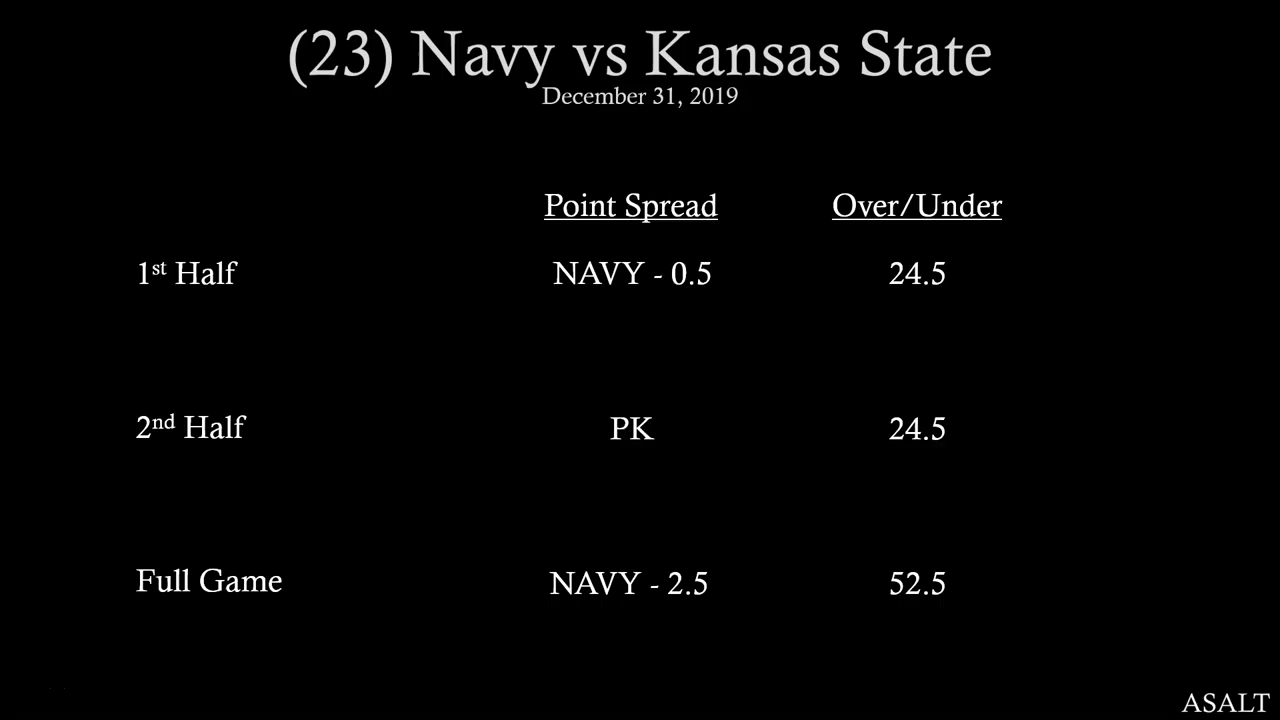 (23) Navy vs Kansas State
December 31, 2019
Point Spread Over/Under
1st Half NAVY - 0.5 24.5
2nd Half PK 24.5
Full Game NAVY - 2.5 52.5
ASALT